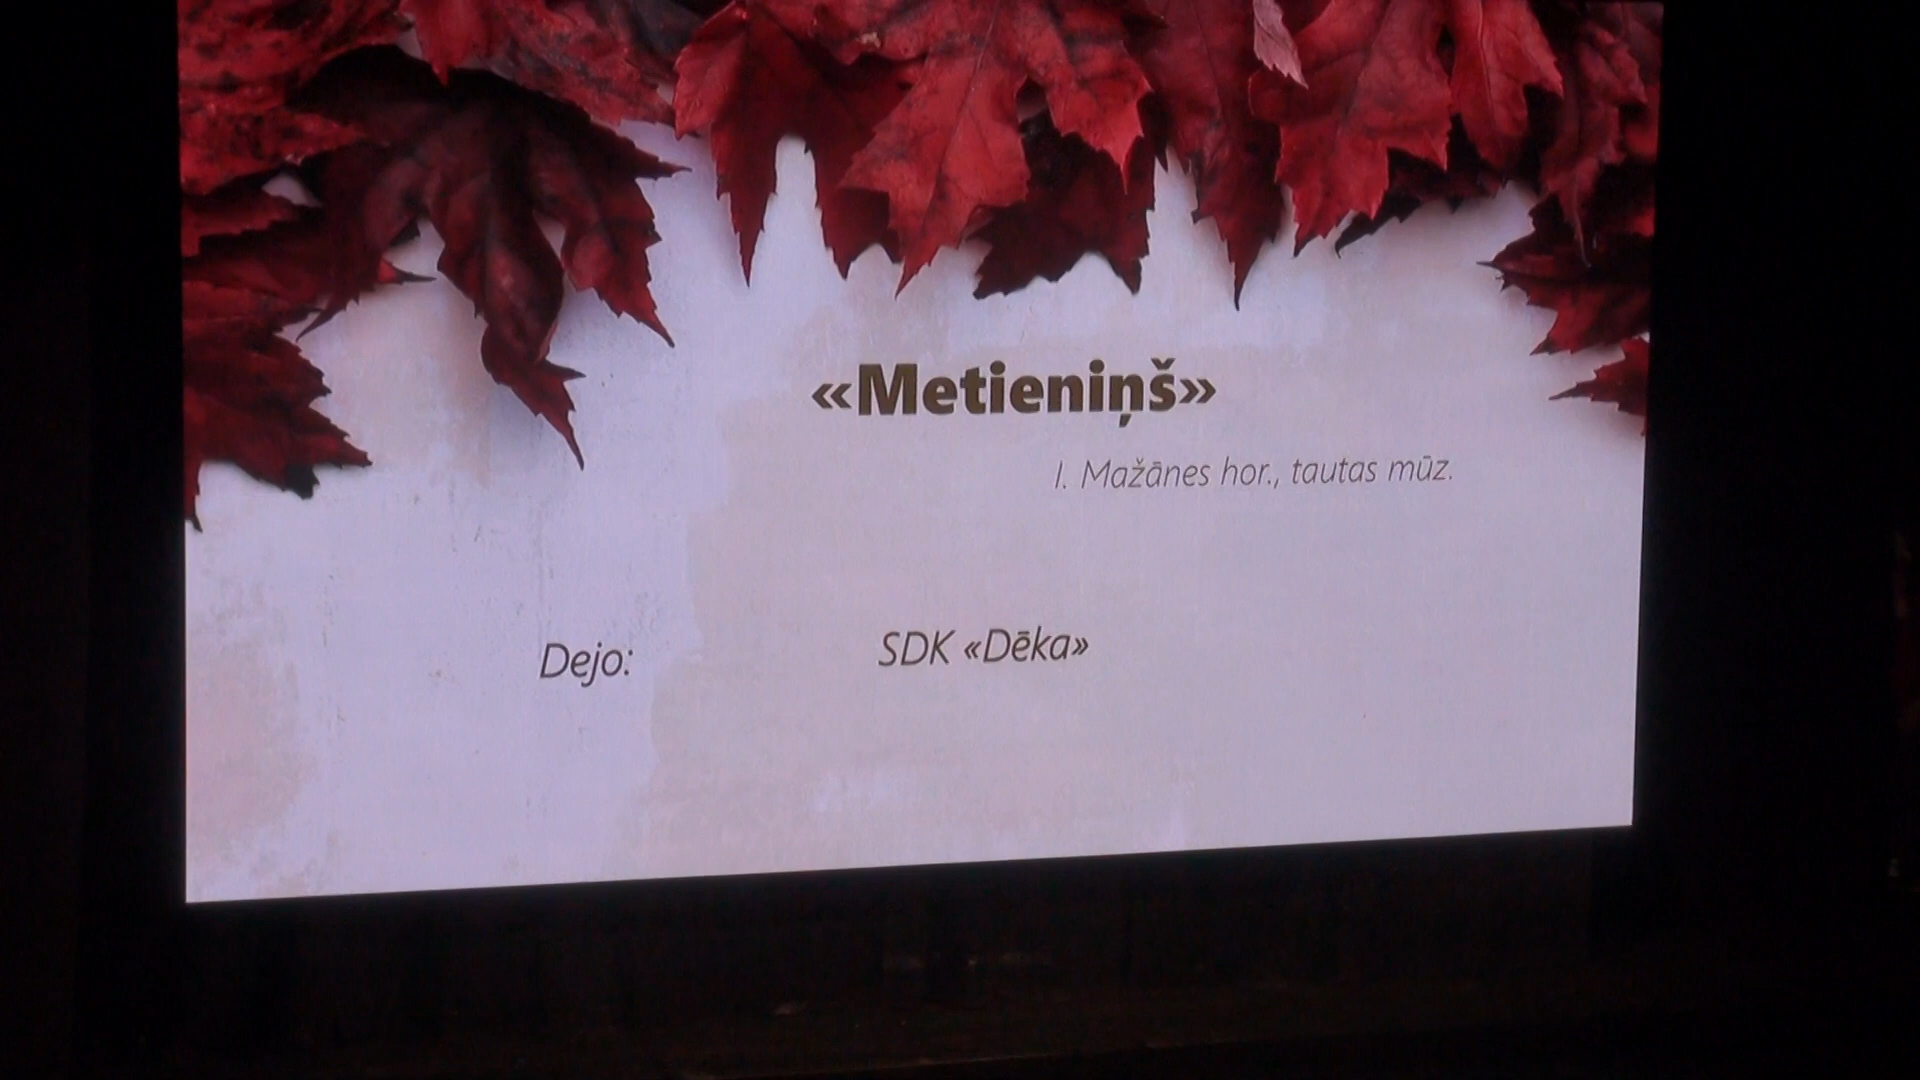 «Metieniņš»
I. Mažānes hor., tautas mūz.
Dejo: SDK «Dēka»